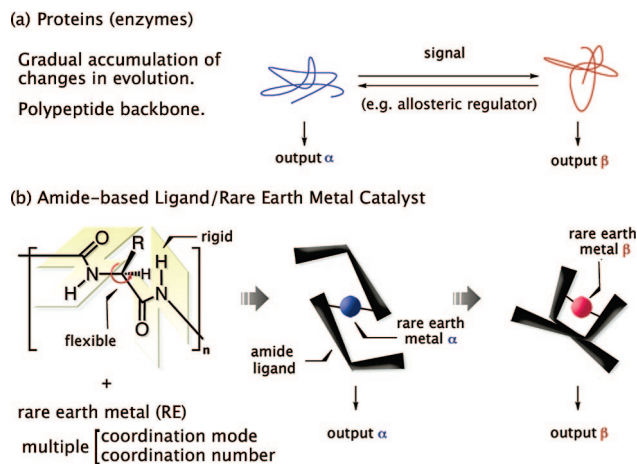 (a) Proteins (enzymes)
Gradual accumulation of
changes in evolution.
Polypeptide backbone.
signal
(e.g. allosteric regulator)
output α
output β
(b) Amide-based Ligand/Rare Earth Metal Catalyst
O
R
rigid
N
H
H
H
N
O
flexible
n
+
rare earth metal (RE)
multiple
coordination mode
coordination number
amide
ligand
rare earth
metal α
output α
rare earth
metal β
output β